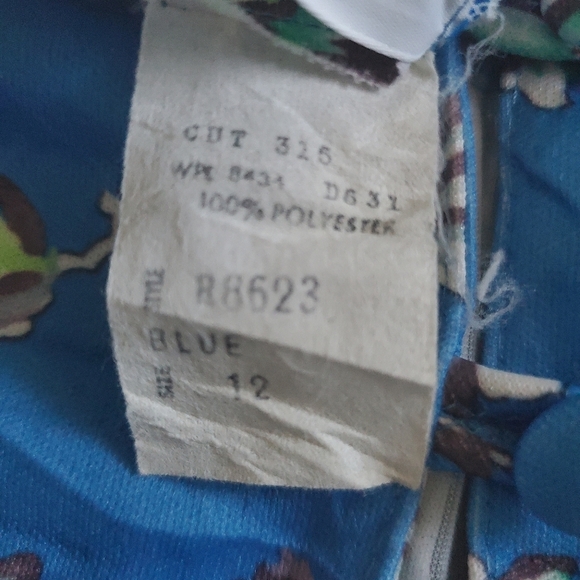 CUT 315
WPL 8434 D631
100% POLYESTER
STYLE R8623
BLUE
SIZE 12